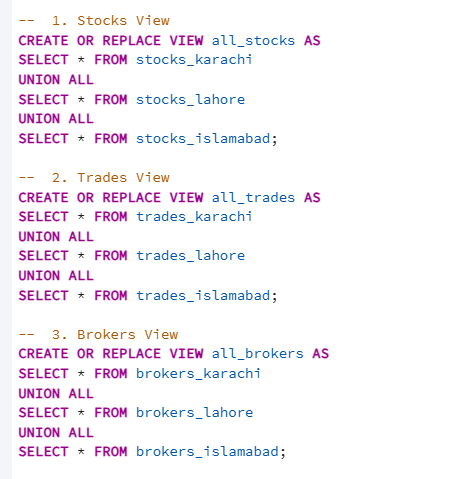 --  1. Stocks View
CREATE OR REPLACE VIEW all_stocks AS
SELECT * FROM stocks_karachi
UNION ALL
SELECT * FROM stocks_lahore
UNION ALL
SELECT * FROM stocks_islamabad;

--  2. Trades View
CREATE OR REPLACE VIEW all_trades AS
SELECT * FROM trades_karachi
UNION ALL
SELECT * FROM trades_lahore
UNION ALL
SELECT * FROM trades_islamabad;

--  3. Brokers View
CREATE OR REPLACE VIEW all_brokers AS
SELECT * FROM brokers_karachi
UNION ALL
SELECT * FROM brokers_lahore
UNION ALL
SELECT * FROM brokers_islamabad;